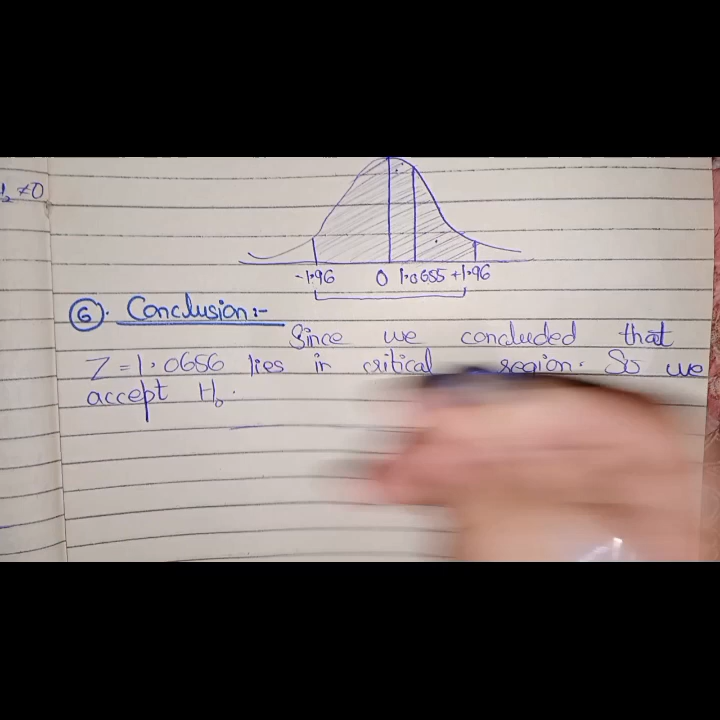 ≠0
-1.96 0 1.0655 +1.96
6. Conclusion:-
Since we concluded that
Z = 1.0656 lies in critical region. So we
accept H₀.